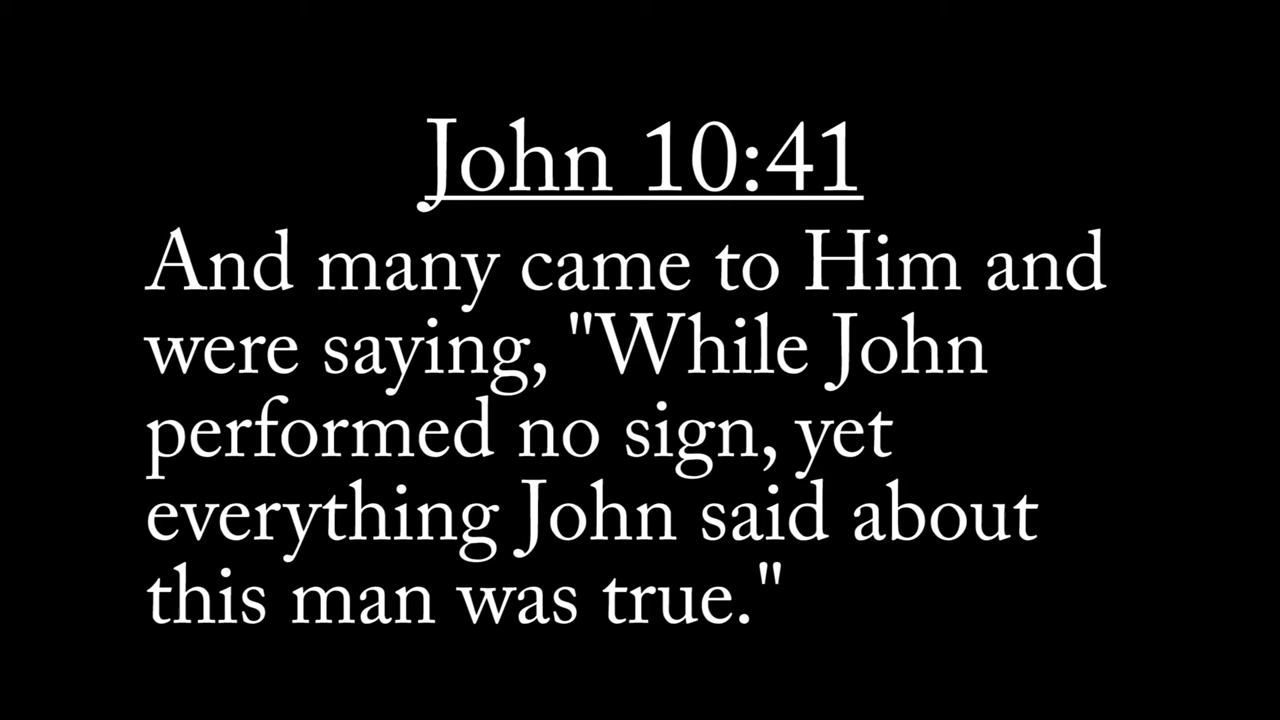 John 10:41
And many came to Him and
were saying, "While John
performed no sign, yet
everything John said about
this man was true."